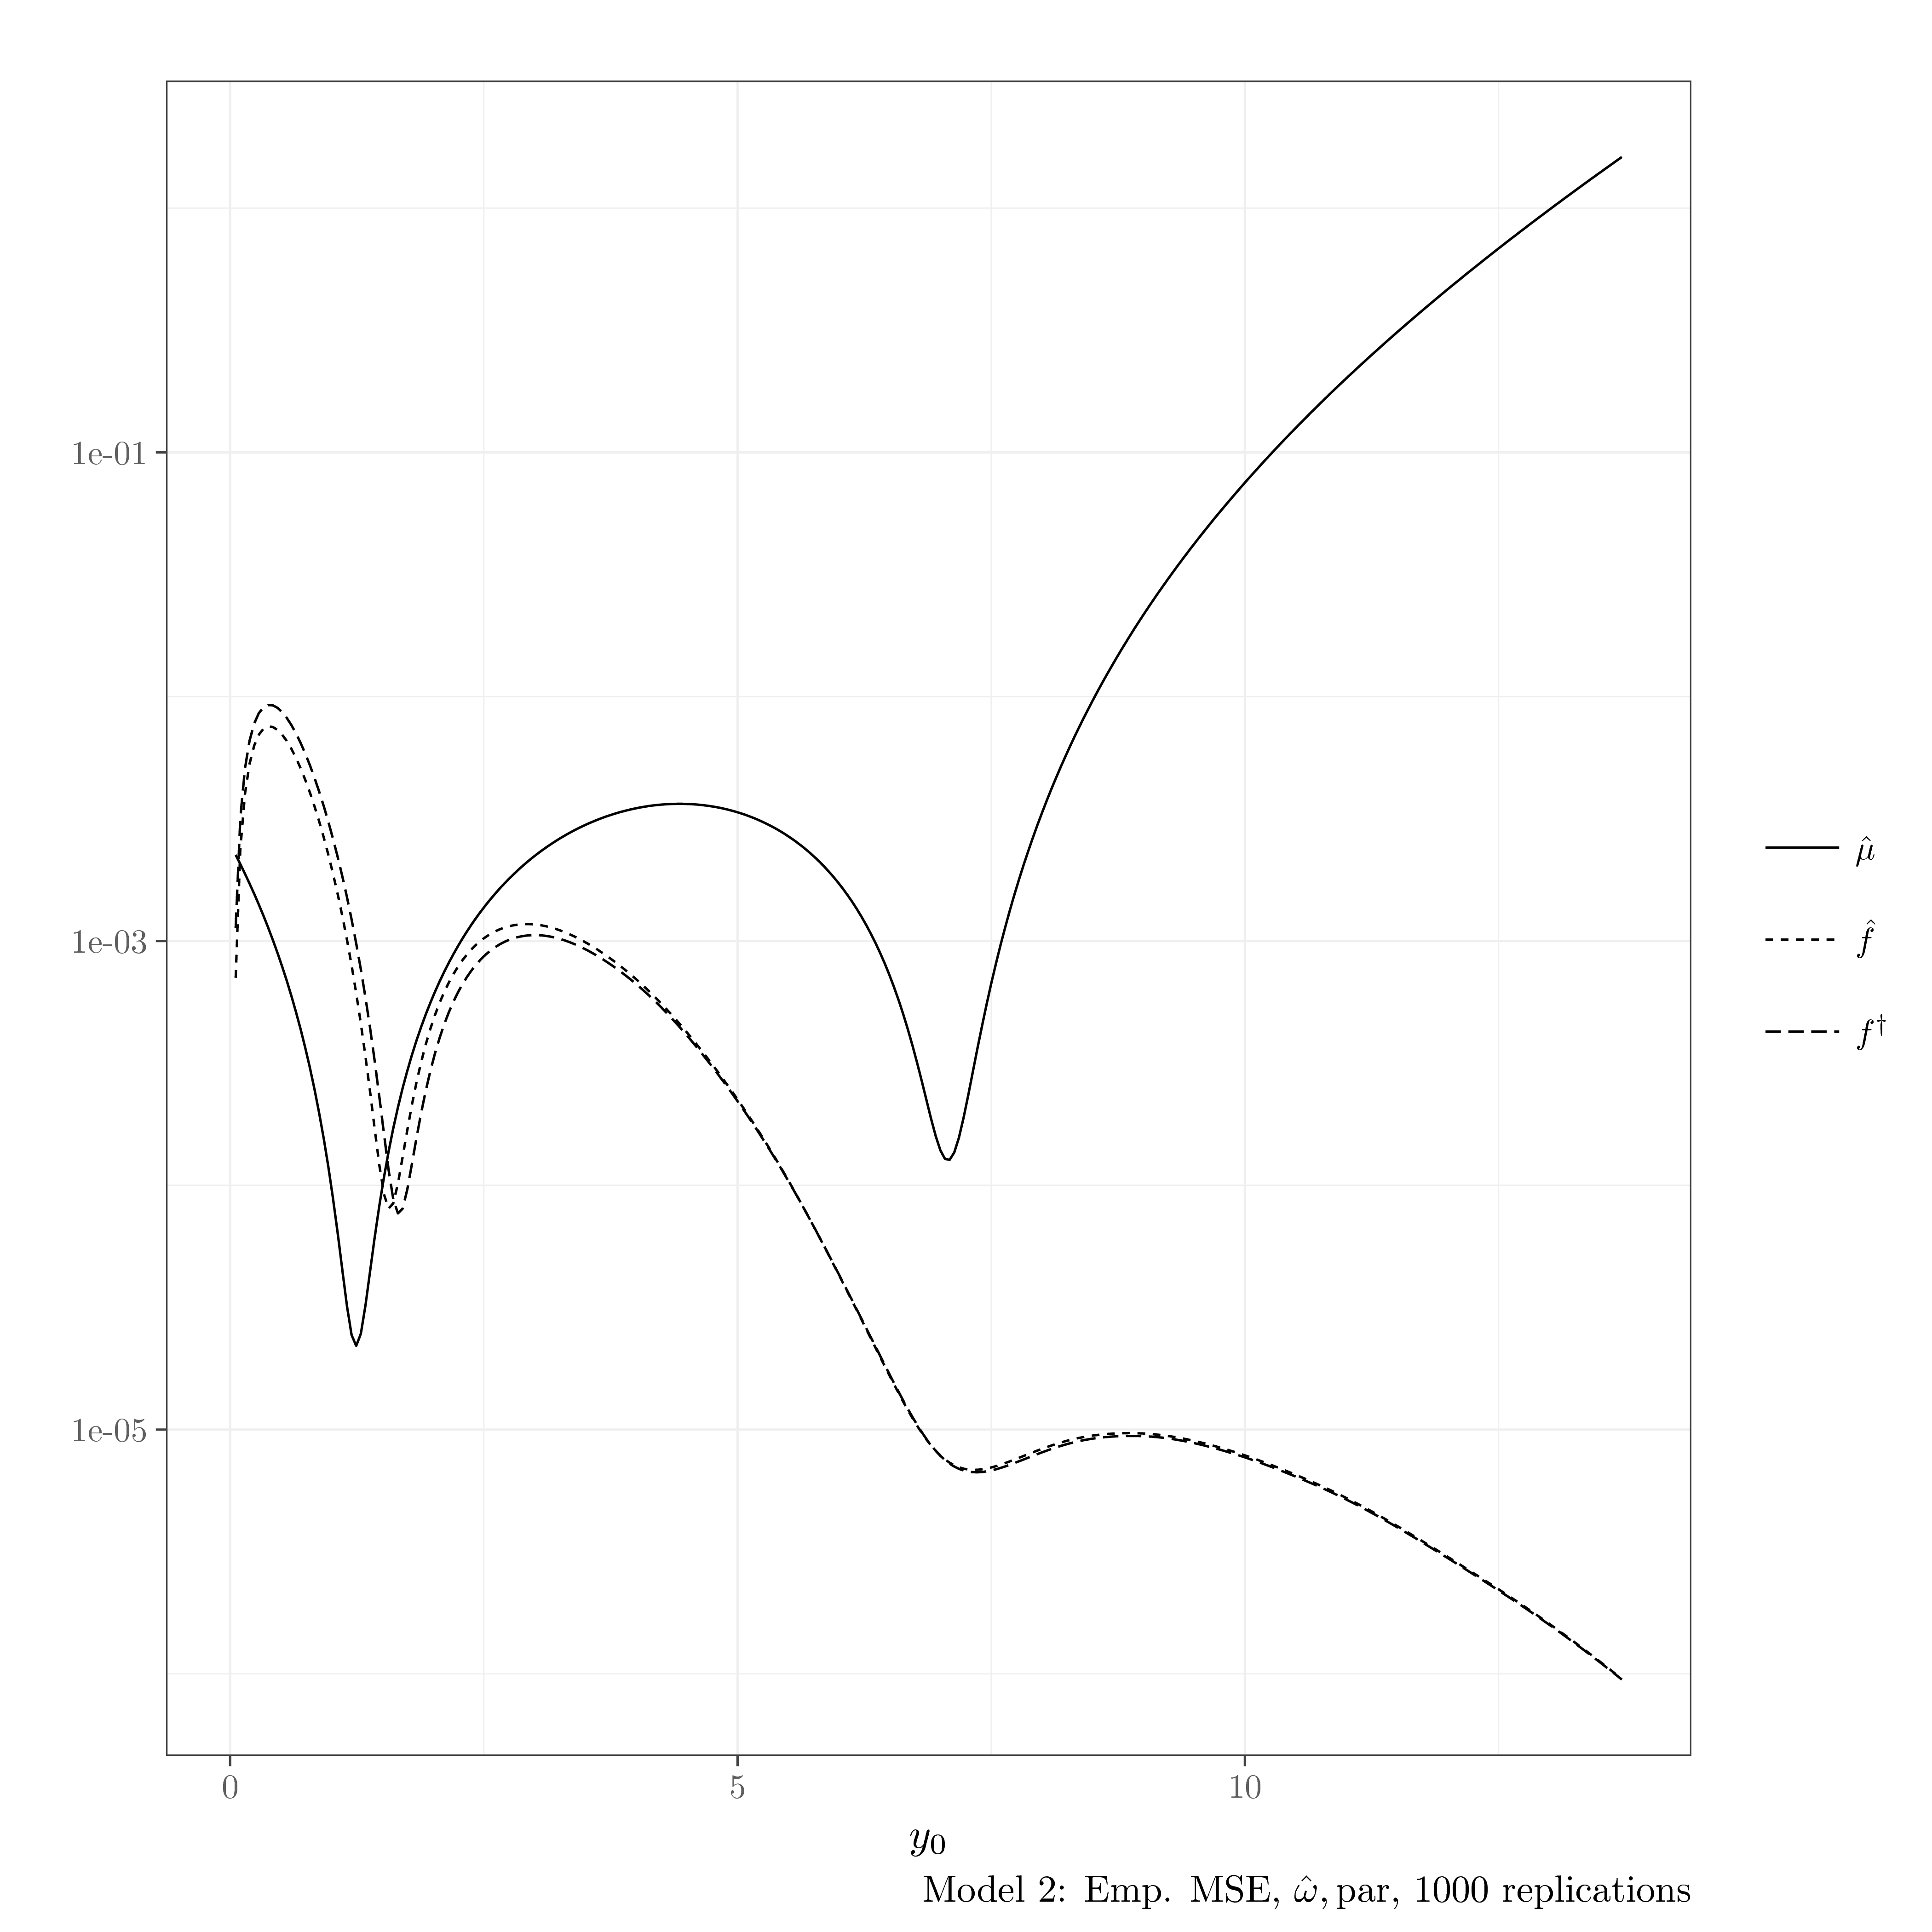 1e-01
1e-03
1e-05
0 5 10
y₀
μ̂
f̂
f†
Model 2: Emp. MSE, ω̂, par, 1000 replications